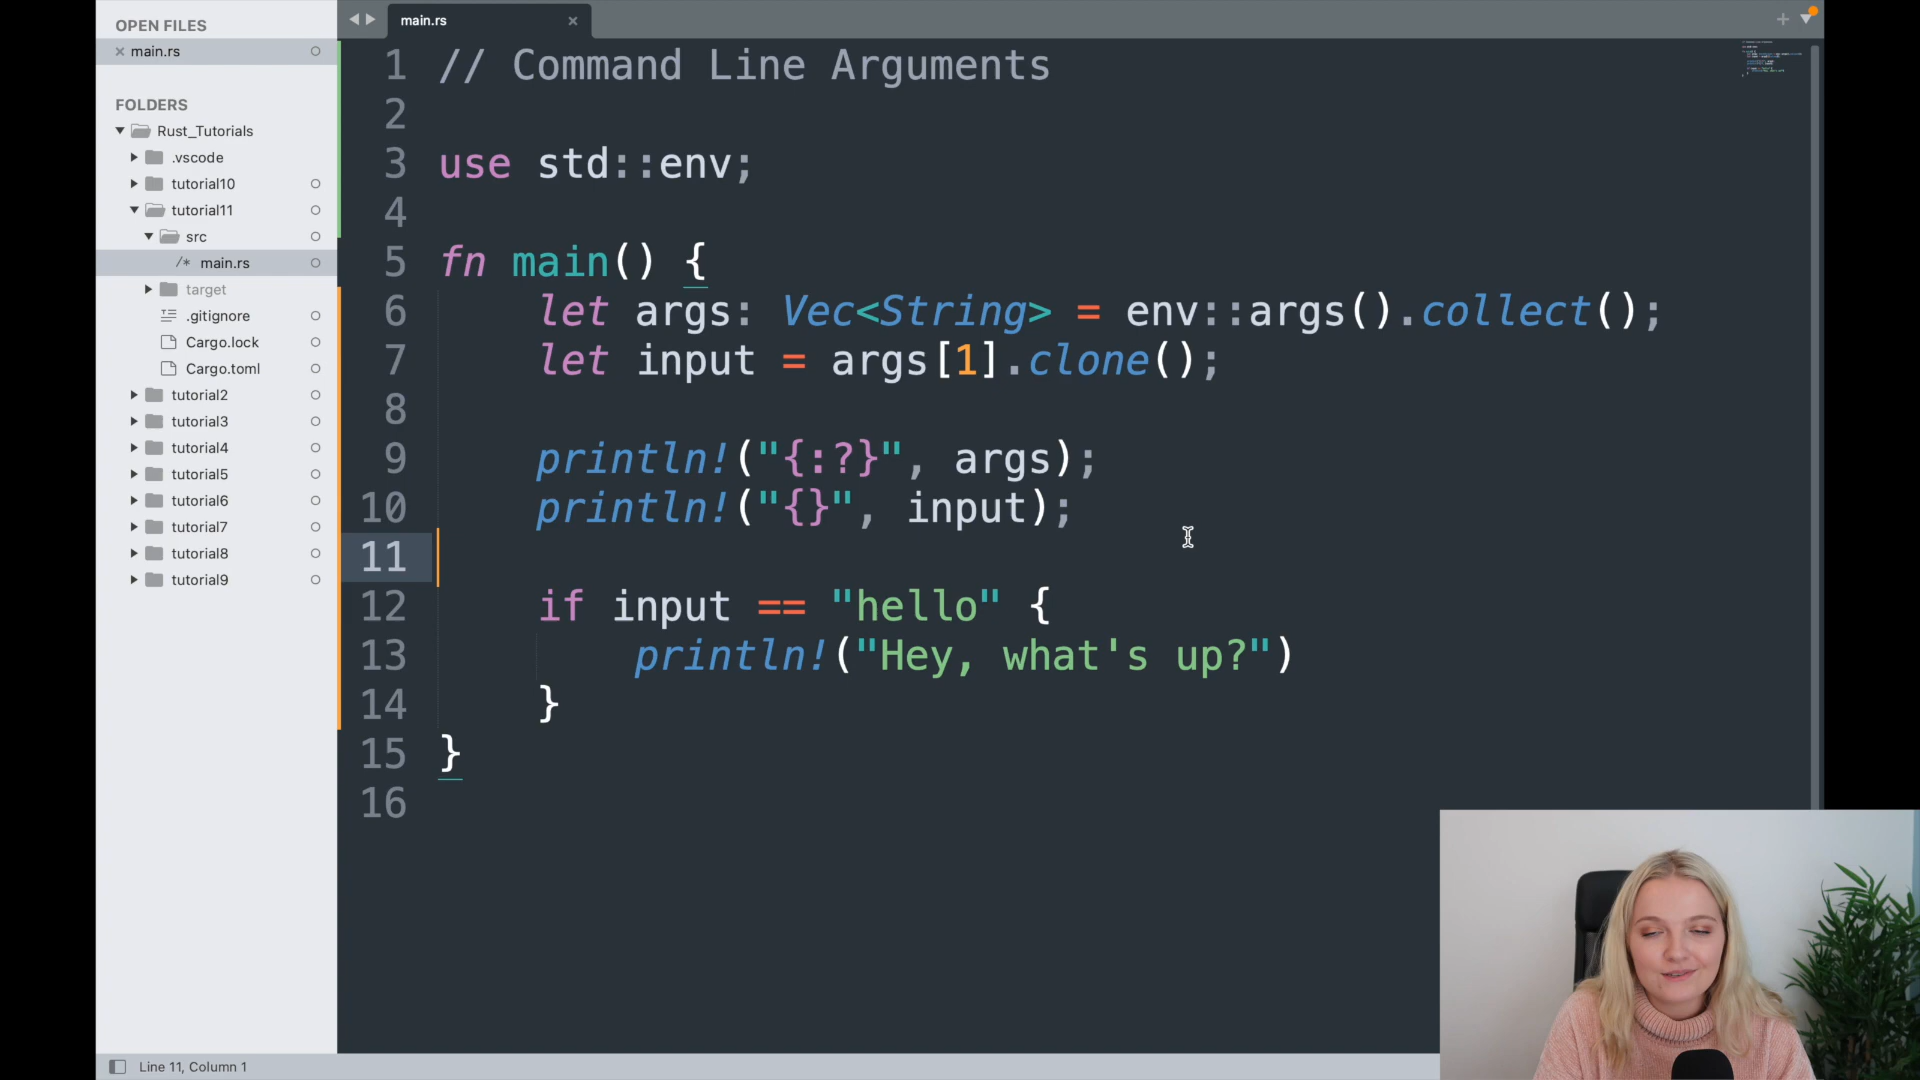 OPEN FILES
main.rs
FOLDERS
Rust_Tutorials
.vscode
tutorial10
tutorial11
src
/* main.rs
target
.gitignore
Cargo.lock
Cargo.toml
tutorial2
tutorial3
tutorial4
tutorial5
tutorial6
tutorial7
tutorial8
tutorial9
main.rs
1 // Command Line Arguments
2
3 use std::env;
4
5 fn main() {
6 let args: Vec<String> = env::args().collect();
7 let input = args[1].clone();
8
9 println!("{:?}", args);
10 println!("{}", input);
11
12 if input == "hello" {
13 println!("Hey, what's up?")
14 }
15 }
16
Line 11, Column 1